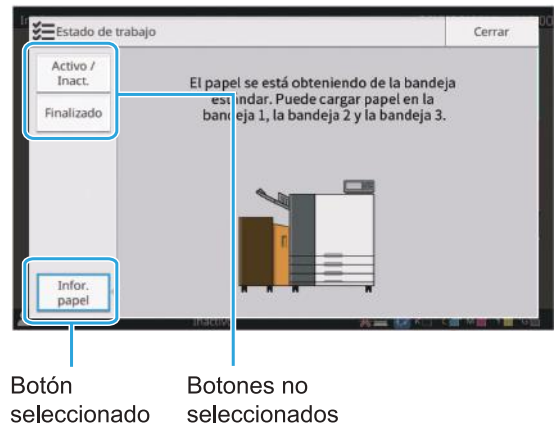 Estado de trabajo
Cerrar
Activo /
Inact.
Finalizado
El papel se está obteniendo de la bandeja
estándar. Puede cargar papel en la
bandeja 1, la bandeja 2 y la bandeja 3.
Infor.
papel
Botón
seleccionado
Botones no
seleccionados